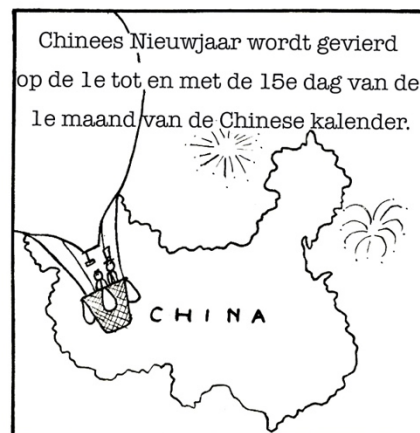 Chinees Nieuwjaar wordt gevierd
op de 1e tot en met de 15e dag van de
1e maand van de Chinese kalender.
CHINA